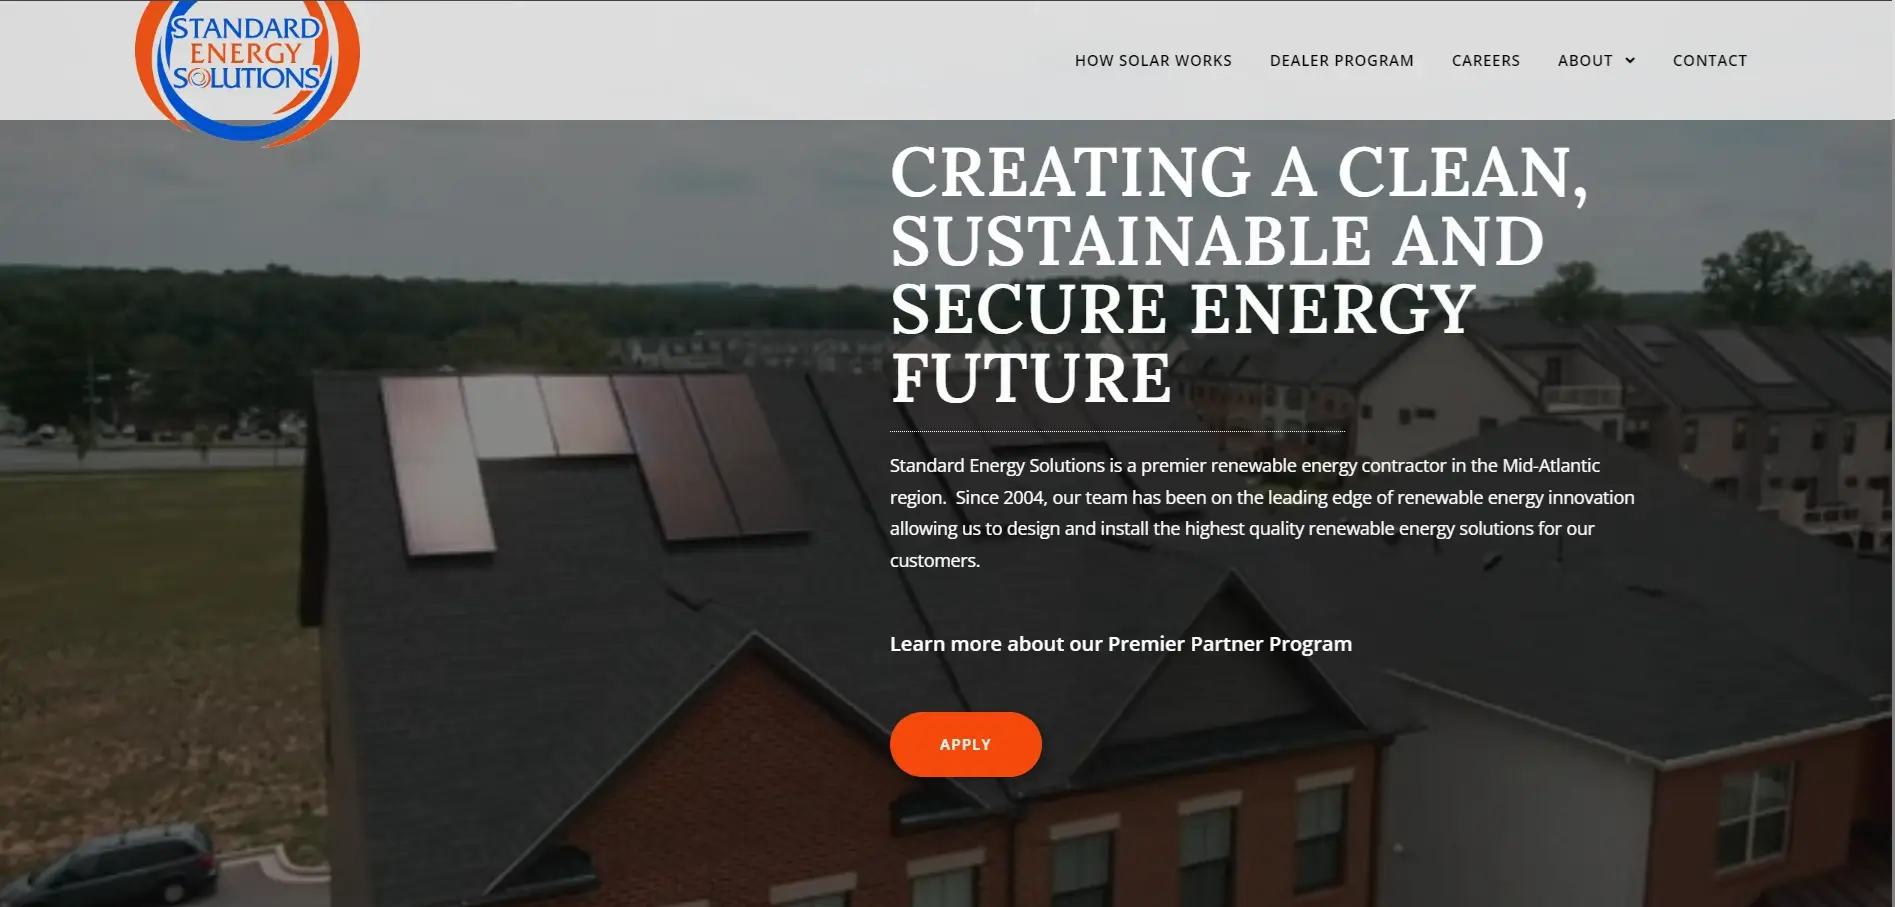 STANDARD
ENERGY
SOLUTIONS
HOW SOLAR WORKS
DEALER PROGRAM
CAREERS
ABOUT
CONTACT
CREATING A CLEAN,
SUSTAINABLE AND
SECURE ENERGY
FUTURE
Standard Energy Solutions is a premier renewable energy contractor in the Mid-Atlantic
region.  Since 2004, our team has been on the leading edge of renewable energy innovation
allowing us to design and install the highest quality renewable energy solutions for our
customers.
Learn more about our Premier Partner Program
APPLY